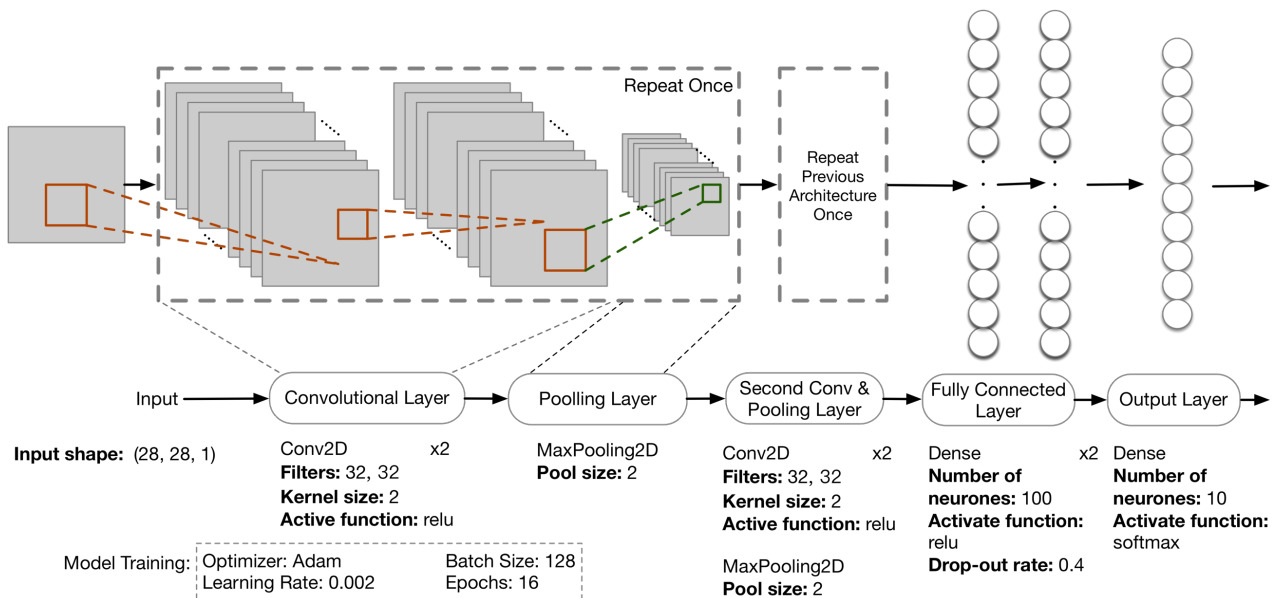 Repeat Once
Repeat
Previous
Architecture
Once
Input
Convolutional Layer
Poolling Layer
Second Conv &
Pooling Layer
Fully Connected
Layer
Output Layer
Input shape: (28, 28, 1)
Conv2D x2
Filters: 32, 32
Kernel size: 2
Active function: relu
MaxPooling2D
Pool size: 2
Conv2D x2
Filters: 32, 32
Kernel size: 2
Active function: relu
MaxPooling2D
Pool size: 2
Dense x2
Number of
neurones: 100
Activate function:
relu
Drop-out rate: 0.4
Dense
Number of
neurones: 10
Activate function:
softmax
Model Training:
Optimizer: Adam Batch Size: 128
Learning Rate: 0.002 Epochs: 16